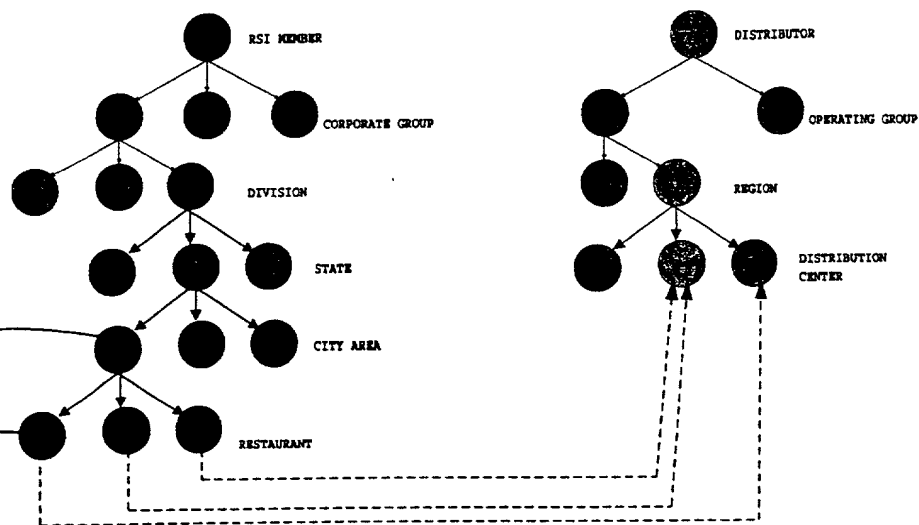 RSI MEMBER
DISTRIBUTOR
CORPORATE GROUP
OPERATING GROUP
DIVISION
REGION
STATE
DISTRIBUTION
CENTER
CITY AREA
RESTAURANT